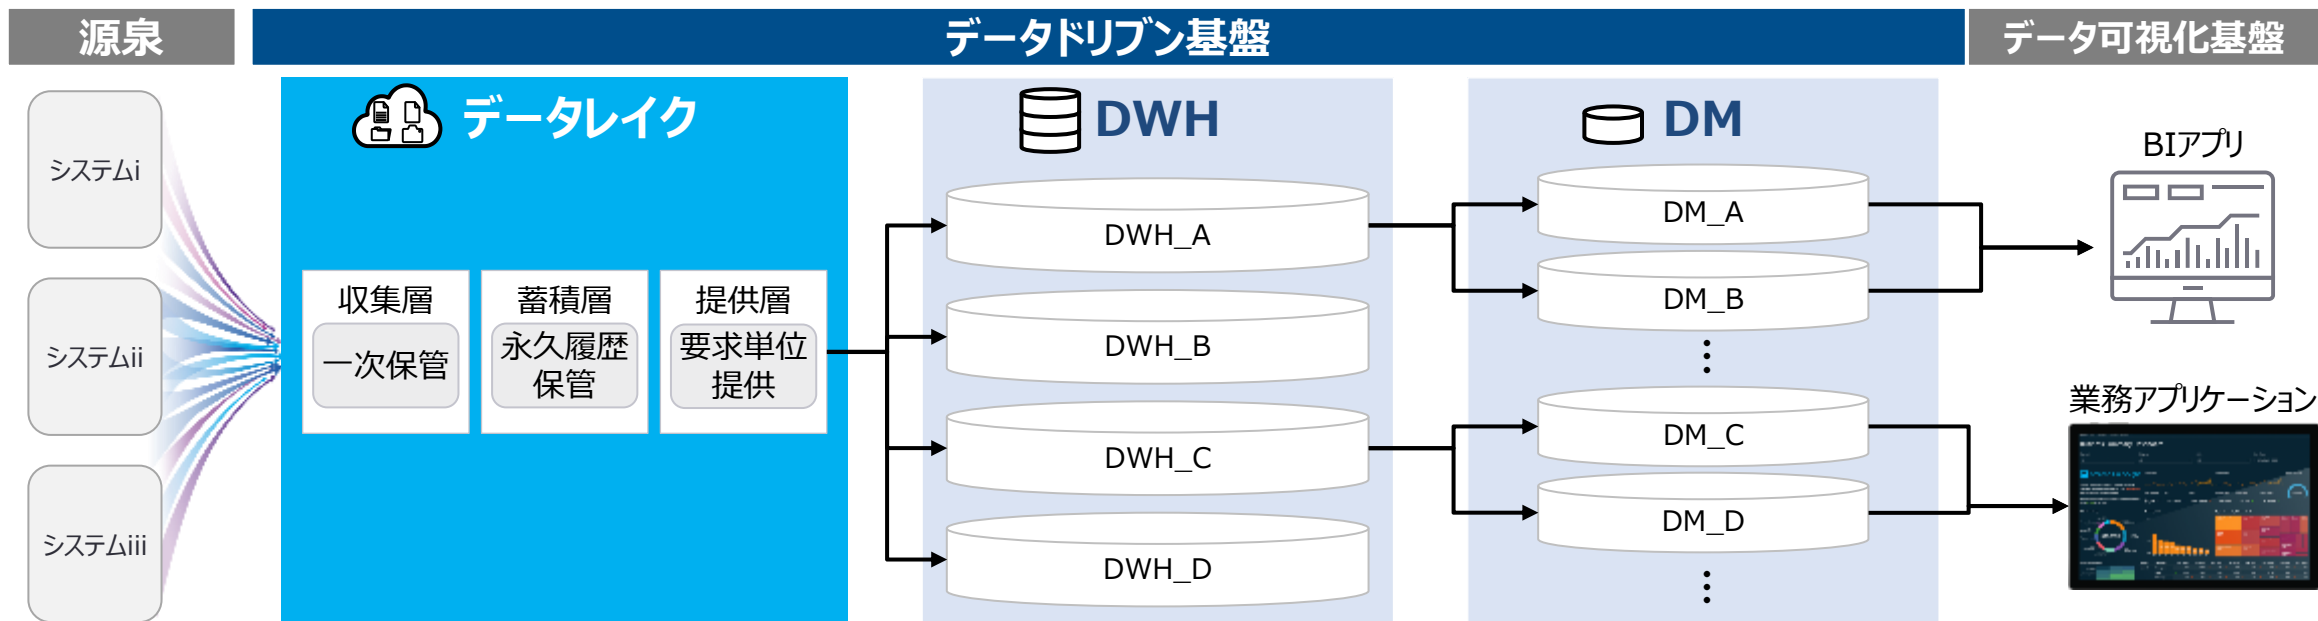 源泉
データドリブン基盤
データ可視化基盤
システムi
システムii
システムiii
データレイク
収集層
一次保管
蓄積層
永久履歴
保管
提供層
要求単位
提供
DWH
DWH_A
DWH_B
DWH_C
DWH_D
DM
DM_A
DM_B
DM_C
DM_D
BIアプリ
業務アプリケーション